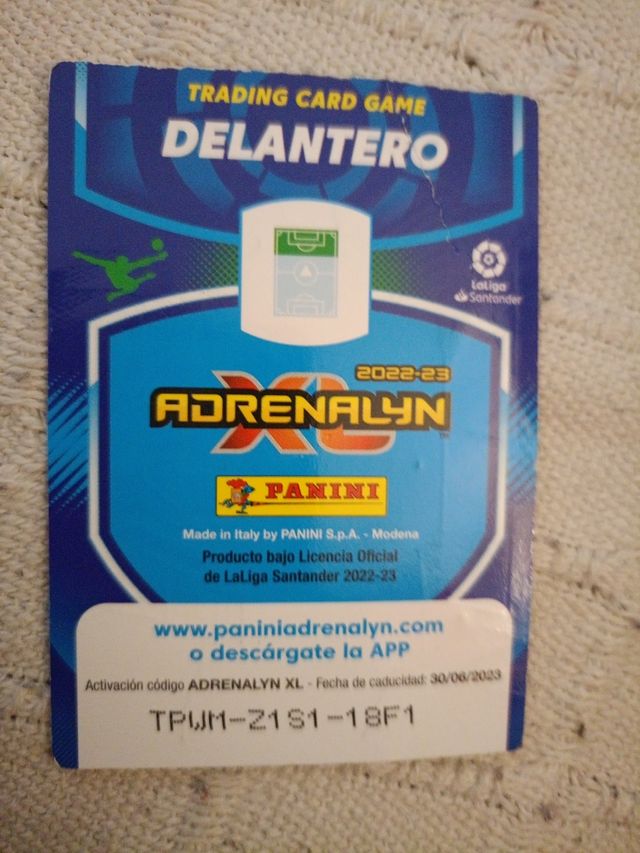 TRADING CARD GAME
DELANTERO
LaLiga
Santander
2022-23
ADRENALYN
XL
PANINI
Made in Italy by PANINI S.p.A. - Modena
Producto bajo Licencia Oficial
de LaLiga Santander 2022-23
www.paniniadrenalyn.com
o descárgate la APP
Activación código ADRENALYN XL - Fecha de caducidad: 30/06/2023
TPWM-Z1S1-18F1